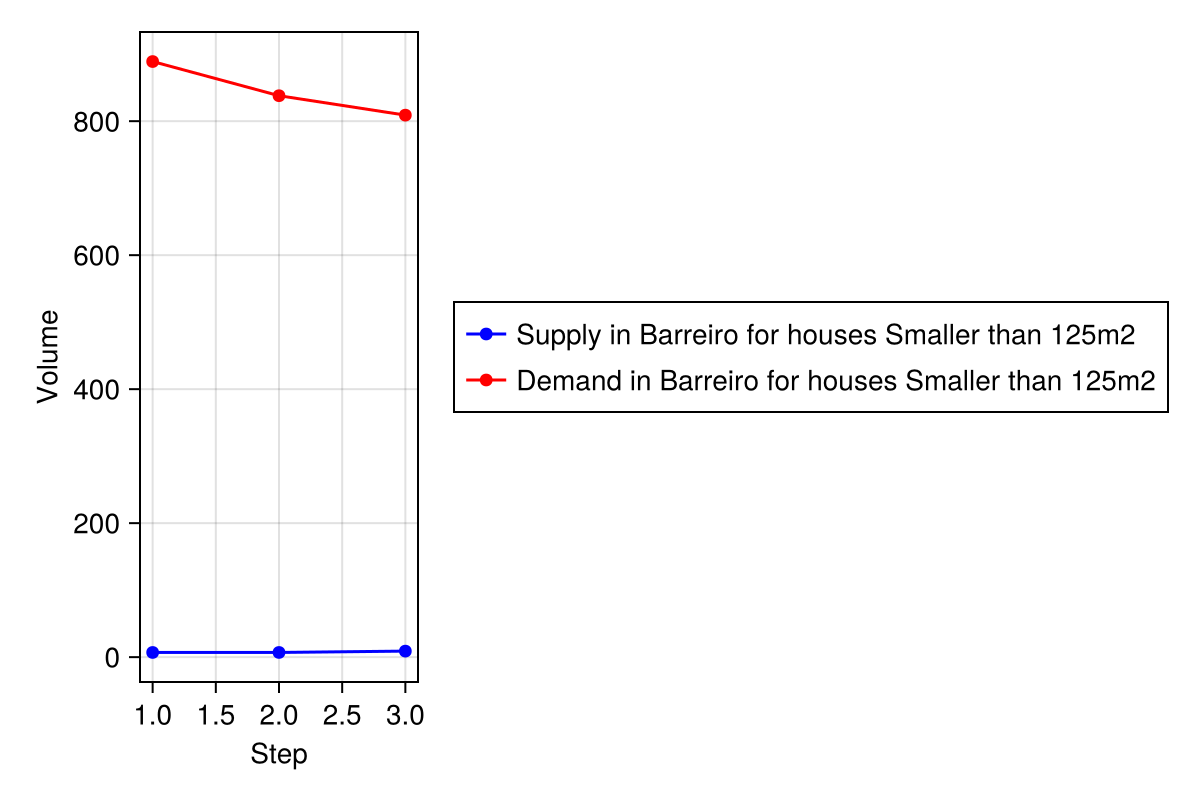 800
600
400
200
0
Volume
1.0 1.5 2.0 2.5 3.0
Step
Supply in Barreiro for houses Smaller than 125m2
Demand in Barreiro for houses Smaller than 125m2